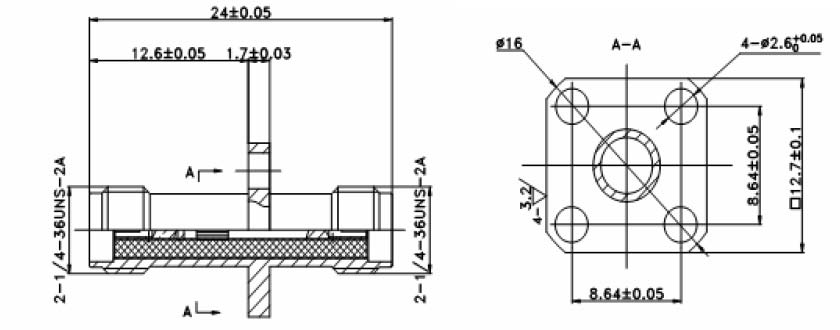 24±0.05
12.6±0.05
1.7±0.03
A
A
2-1/4-36UNS-2A
2-1/4-36UNS-2A
A-A
ø16
4-ø2.6+0.05 0
8.64±0.05
□12.7±0.1
3.2
4-
8.64±0.05